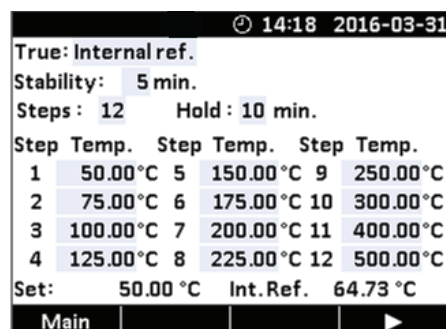 14:18 2016-03-31
True: Internal ref.
Stability: 5 min.
Steps: 12 Hold: 10 min.
Step Temp. Step Temp. Step Temp.
1 50.00°C 5 150.00°C 9 250.00°C
2 75.00°C 6 175.00°C 10 300.00°C
3 100.00°C 7 200.00°C 11 400.00°C
4 125.00°C 8 225.00°C 12 500.00°C
Set: 50.00 °C Int.Ref. 64.73 °C
Main